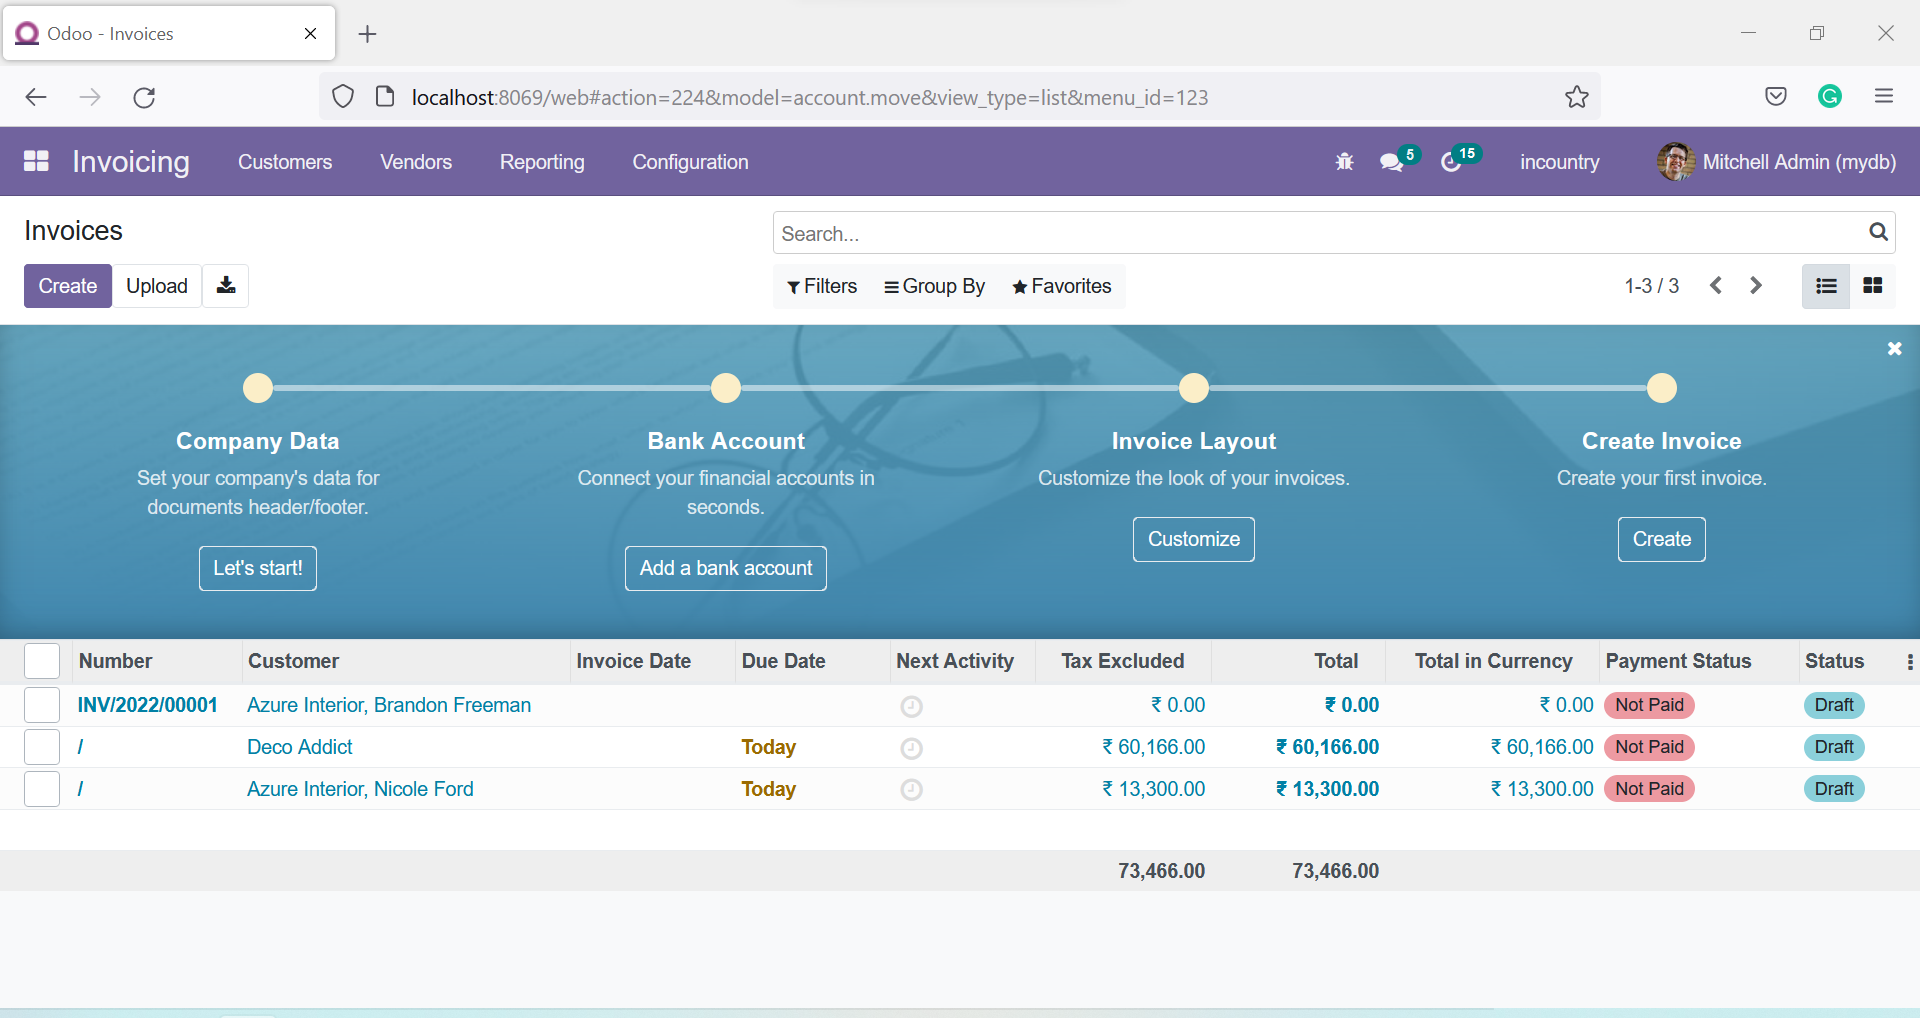 Odoo - Invoices
localhost:8069/web#action=224&model=account.move&view_type=list&menu_id=123
Invoicing Customers Vendors Reporting Configuration 5 15 incountry Mitchell Admin (mydb)
Invoices
Search...
Create Upload Filters Group By Favorites 1-3 / 3
Company Data Bank Account Invoice Layout Create Invoice
Set your company's data for Connect your financial accounts in Customize the look of your invoices. Create your first invoice.
documents header/footer. seconds.
Customize Create
Let's start! Add a bank account
Number Customer Invoice Date Due Date Next Activity Tax Excluded Total Total in Currency Payment Status Status
INV/2022/00001 Azure Interior, Brandon Freeman ₹ 0.00 ₹ 0.00 ₹ 0.00 Not Paid Draft
/ Deco Addict Today ₹ 60,166.00 ₹ 60,166.00 ₹ 60,166.00 Not Paid Draft
/ Azure Interior, Nicole Ford Today ₹ 13,300.00 ₹ 13,300.00 ₹ 13,300.00 Not Paid Draft
73,466.00 73,466.00